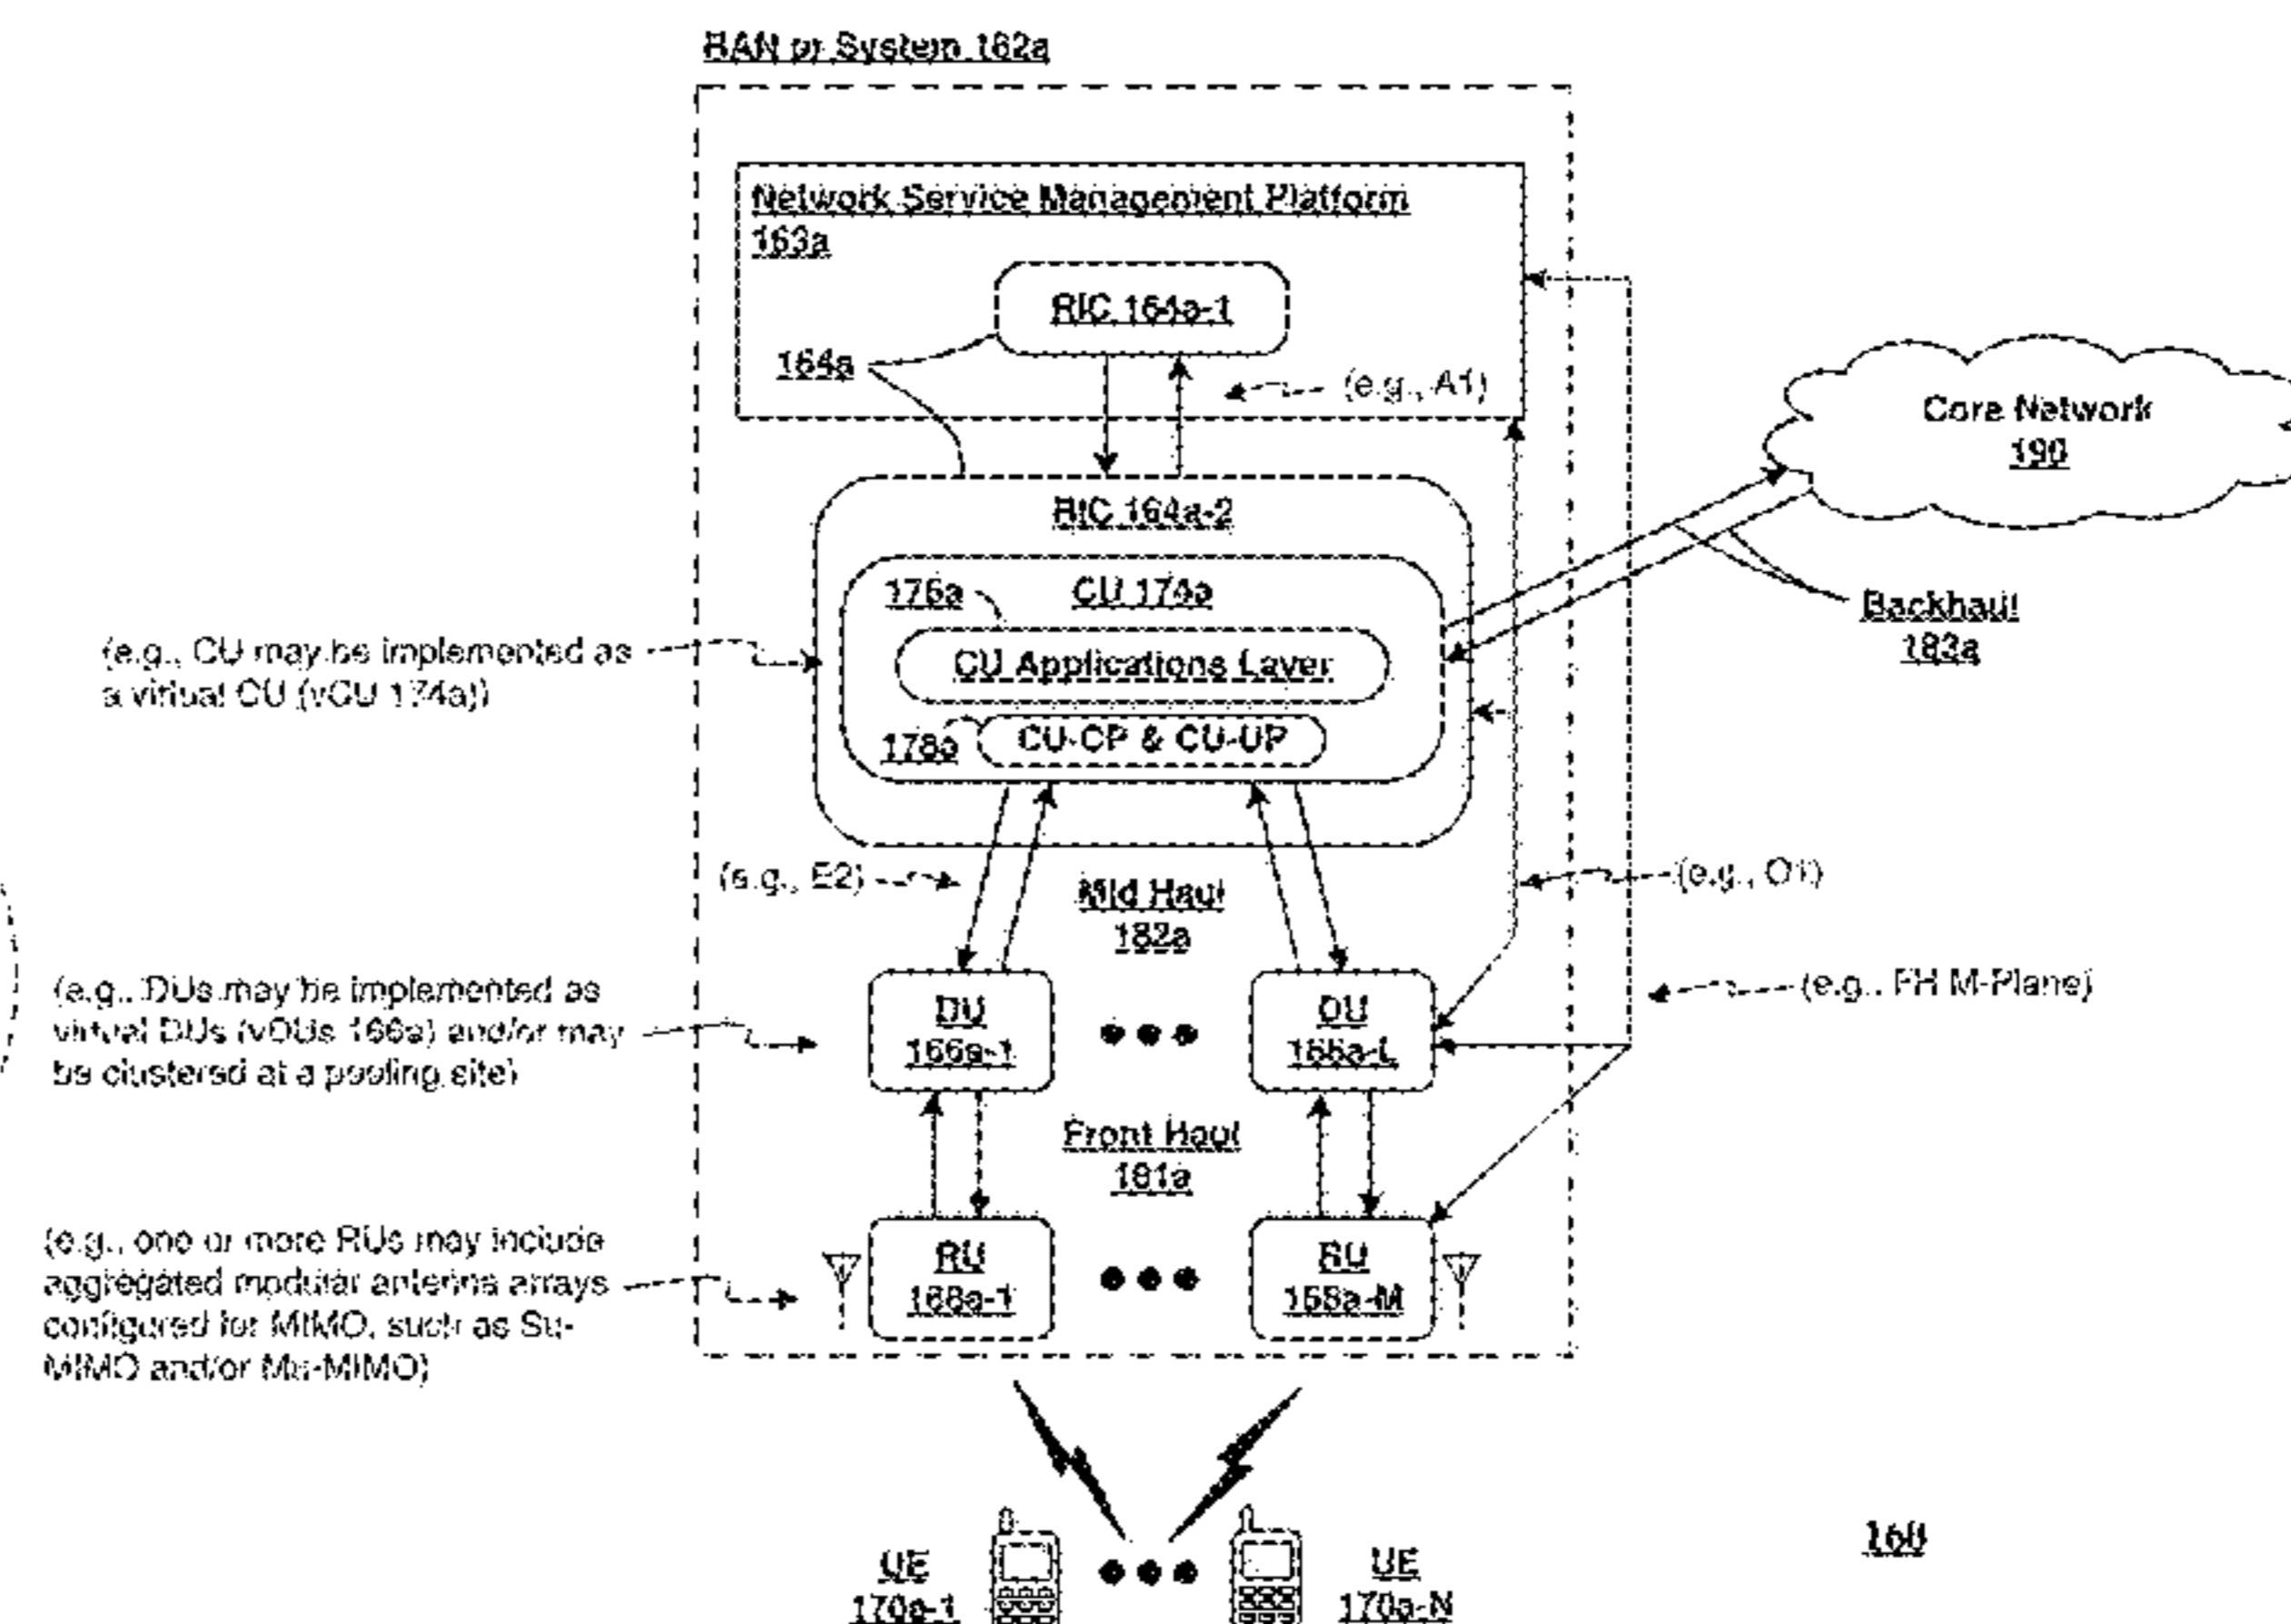 RAN or System 162a
Network Service Management Platform
163a
RIC 164a-1
164a
(e.g., A1)
Core Network
190
RIC 164a-2
176a
CU 174a
CU Applications Layer
178a
CU-CP & CU-UP
Backhaul
183a
(e.g., CU may be implemented as
a virtual CU (vCU 174a))
(e.g., E2)
Mid Haul
182a
(e.g., O1)
(e.g., DUs may be implemented as
virtual DUs (vDUs 166a) and/or may
be clustered at a pooling site)
DU
166a-1
DU
166a-L
(e.g., FH M-Plane)
Front Haul
181a
(e.g., one or more RUs may include
aggregated modular antenna arrays
configured for MIMO, such as Su-
MIMO and/or Mu-MIMO)
RU
168a-1
RU
168a-M
UE
170a-1
UE
170a-N
160